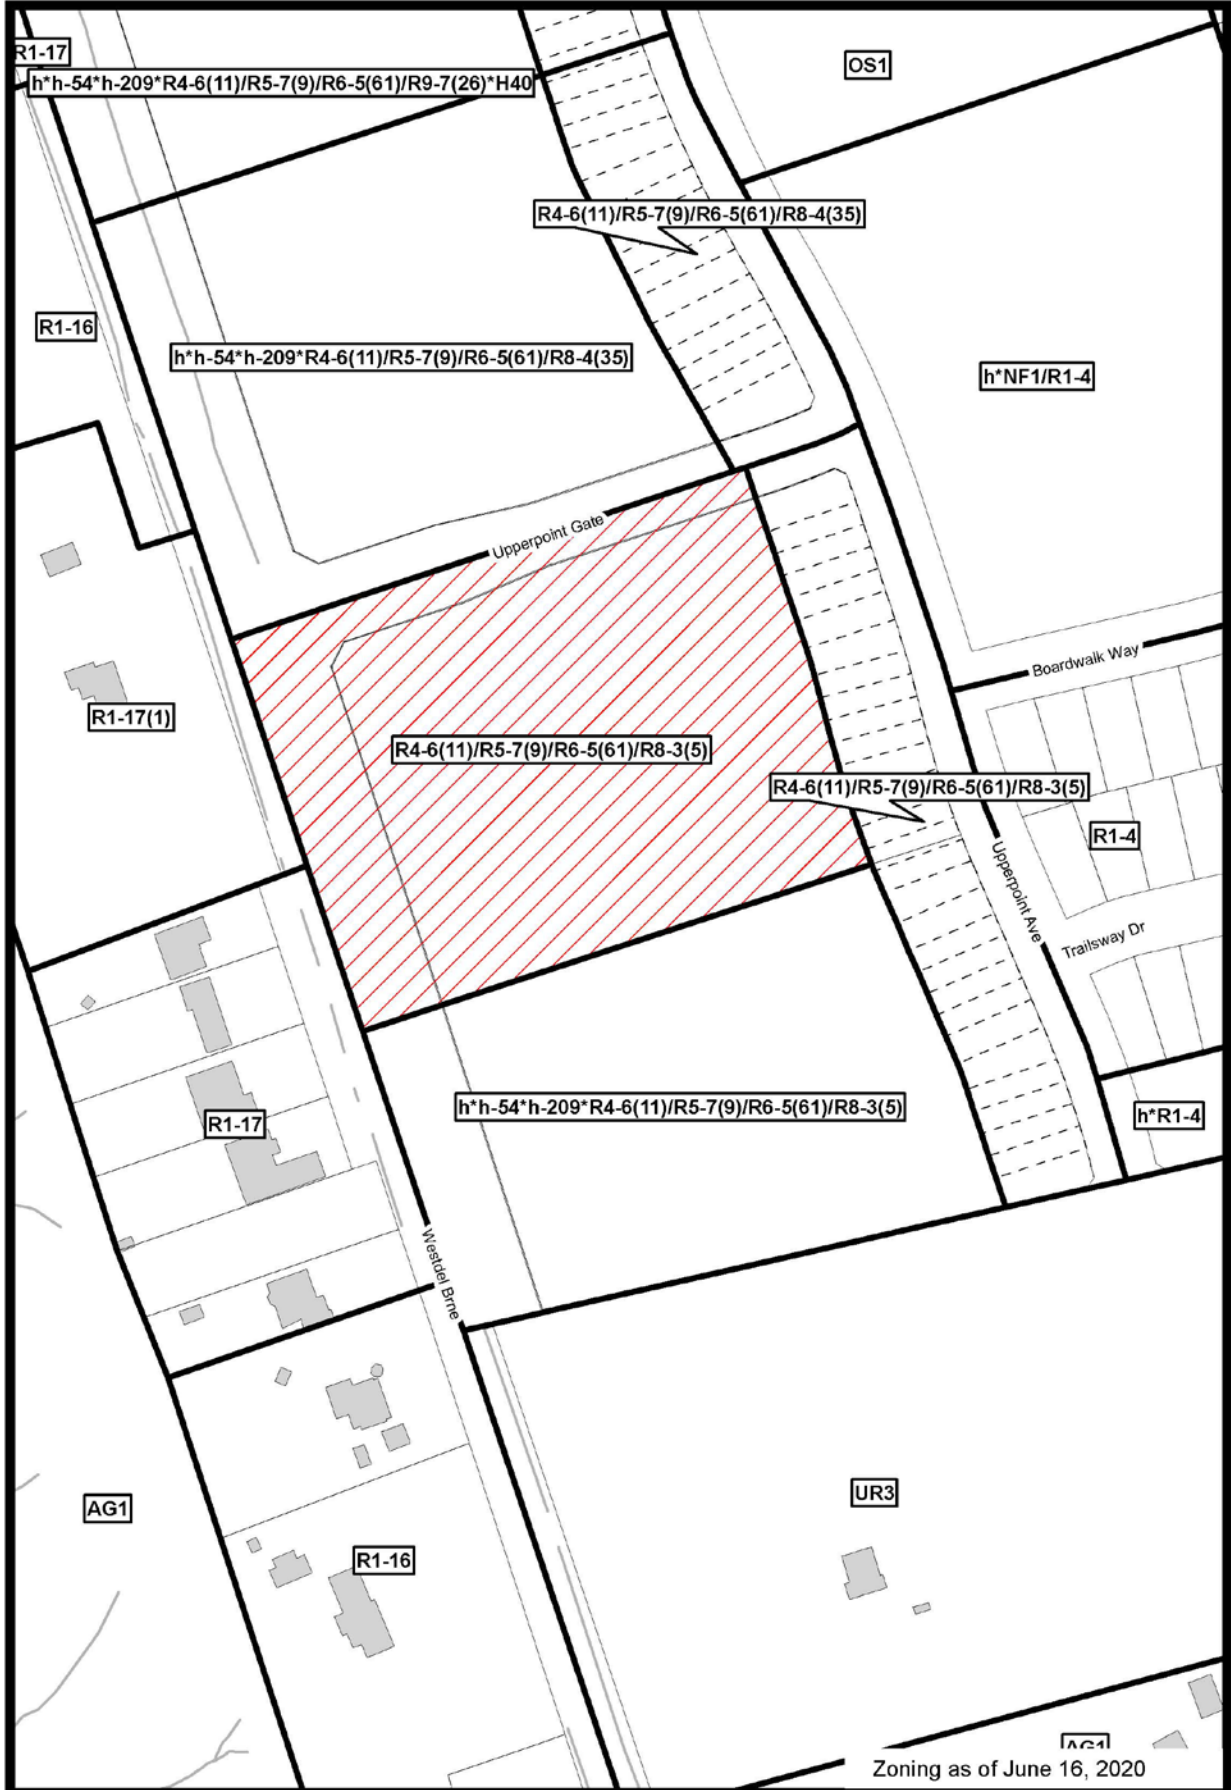 R1-17
OS1
h*h-54*h-209*R4-6(11)/R5-7(9)/R6-5(61)/R9-7(26)*H40
R4-6(11)/R5-7(9)/R6-5(61)/R8-4(35)
R1-16
h*h-54*h-209*R4-6(11)/R5-7(9)/R6-5(61)/R8-4(35)
h*NF1/R1-4
Upperpoint Gate
Boardwalk Way
R1-17(1)
R4-6(11)/R5-7(9)/R6-5(61)/R8-3(5)
R4-6(11)/R5-7(9)/R6-5(61)/R8-3(5)
R1-4
Upperpoint Ave
Trailsway Dr
h*h-54*h-209*R4-6(11)/R5-7(9)/R6-5(61)/R8-3(5)
h*R1-4
R1-17
Westdel Brne
UR3
AG1
R1-16
AG1
Zoning as of June 16, 2020